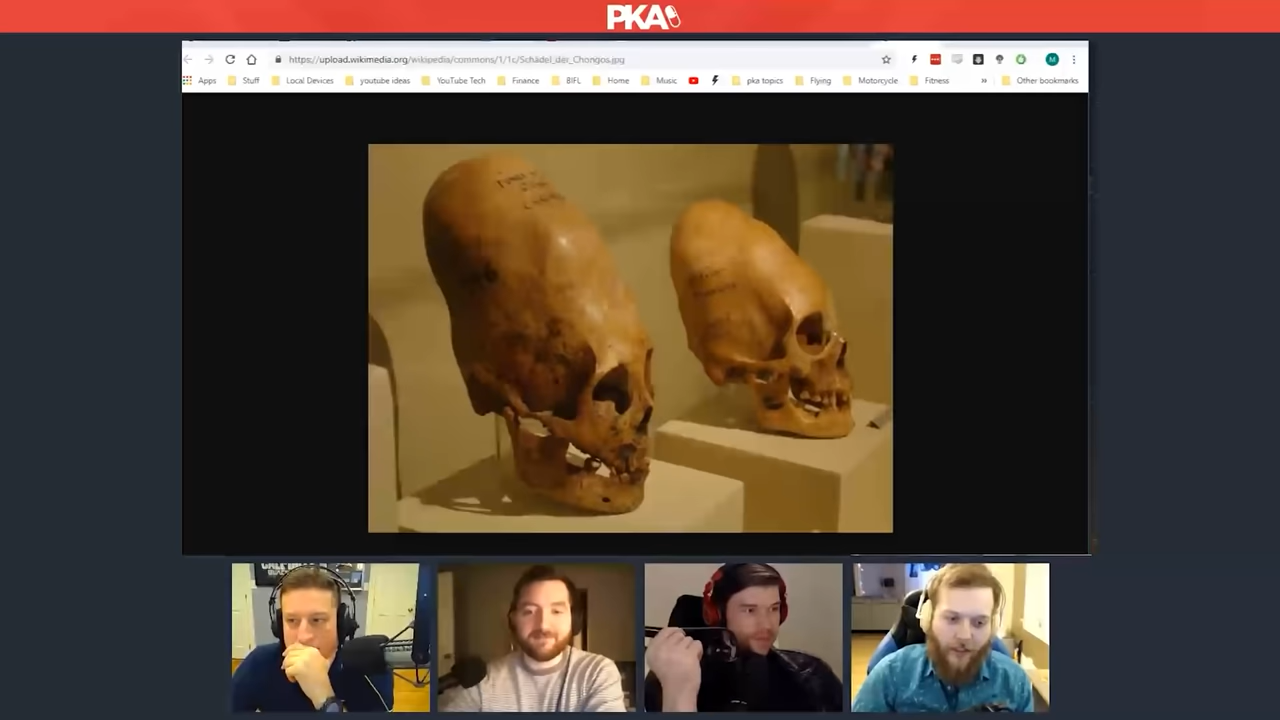 PKA
https://upload.wikimedia.org/wikipedia/commons/1/1c/Schädel_der_Chongos.jpg
M
Apps Stuff Local Devices youtube ideas YouTube Tech Finance BIFL Home Music pka topics Flying Motorcycle Fitness » Other bookmarks